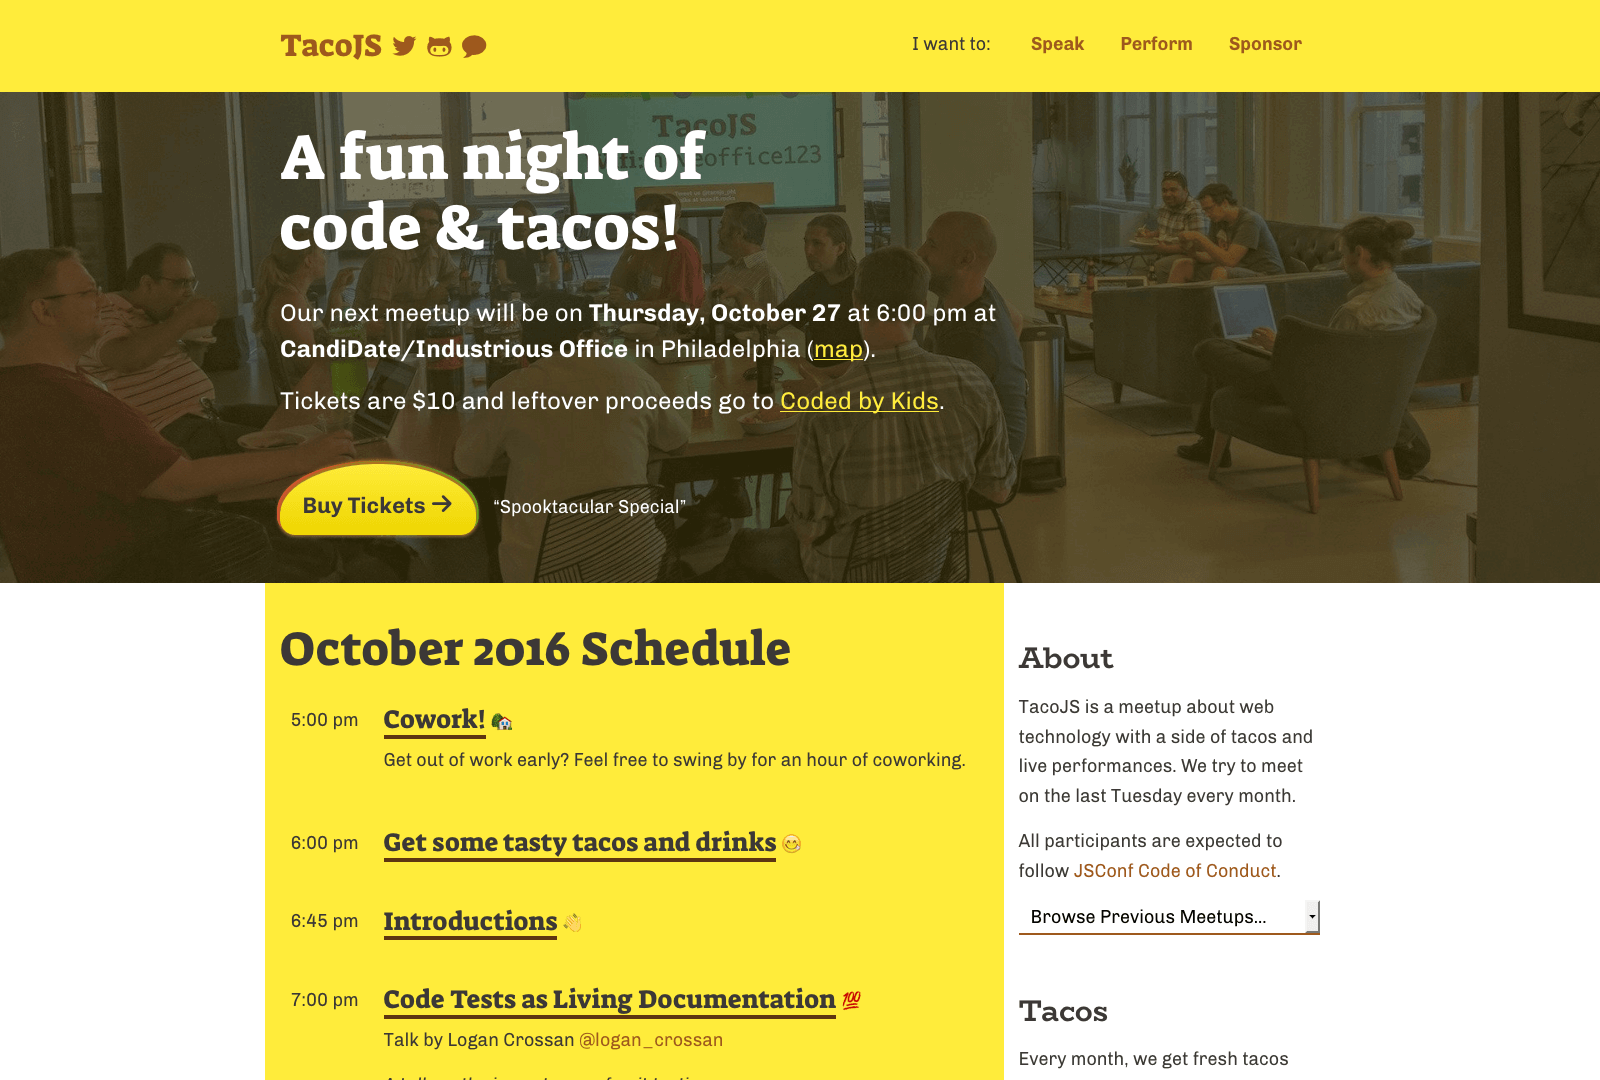 TacoJS
I want to: Speak Perform Sponsor
TacoJS
eoffice123
A fun night of
code & tacos!
Our next meetup will be on Thursday, October 27 at 6:00 pm at
CandiDate/Industrious Office in Philadelphia (map).
Tickets are $10 and leftover proceeds go to Coded by Kids.
Buy Tickets →
“Spooktacular Special”
October 2016 Schedule
5:00 pm Cowork! 🏡
Get out of work early? Feel free to swing by for an hour of coworking.
6:00 pm Get some tasty tacos and drinks 😋
6:45 pm Introductions 👋
7:00 pm Code Tests as Living Documentation 💯
Talk by Logan Crossan @logan_crossan
About
TacoJS is a meetup about web
technology with a side of tacos and
live performances. We try to meet
on the last Tuesday every month.
All participants are expected to
follow JSConf Code of Conduct.
Browse Previous Meetups...
Tacos
Every month, we get fresh tacos